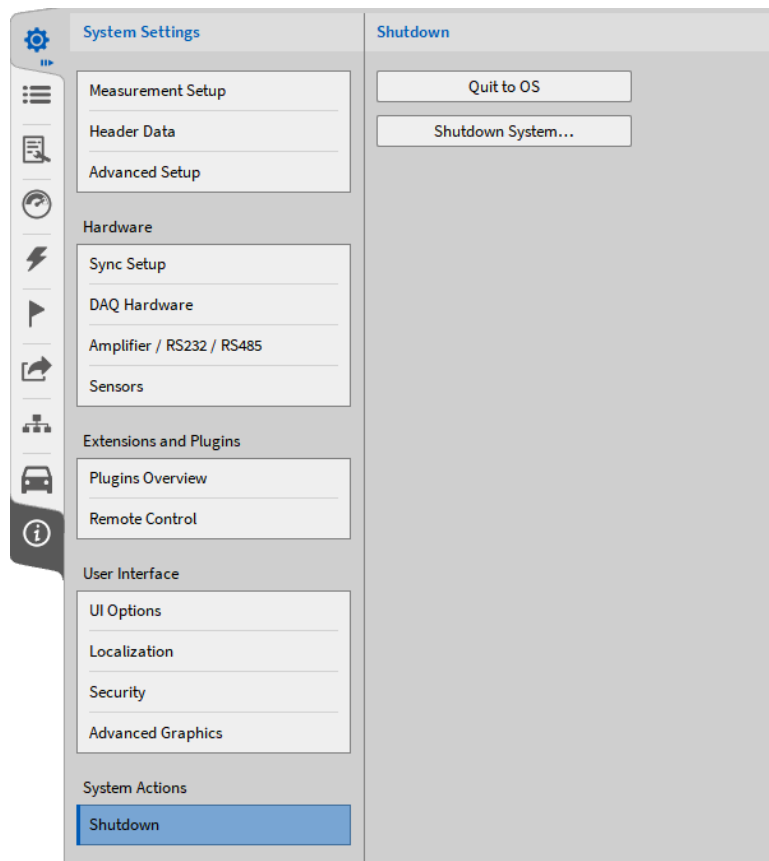 System Settings
Measurement Setup
Header Data
Advanced Setup
Hardware
Sync Setup
DAQ Hardware
Amplifier / RS232 / RS485
Sensors
Extensions and Plugins
Plugins Overview
Remote Control
User Interface
UI Options
Localization
Security
Advanced Graphics
System Actions
Shutdown
Shutdown
Quit to OS
Shutdown System...